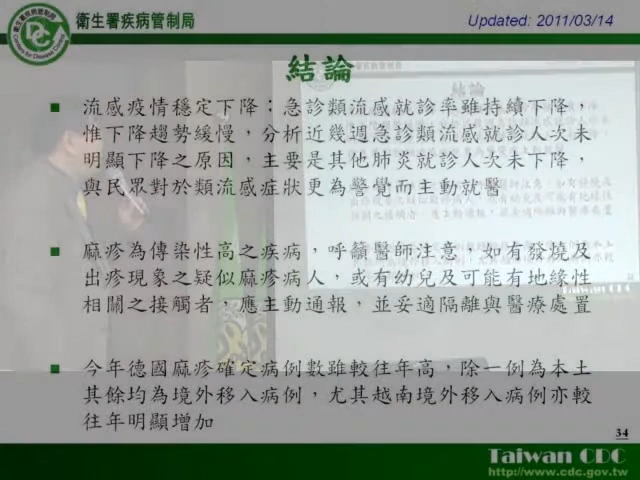 衛生署疾病管制局
Updated: 2011/03/14
結論
流感疫情穩定下降：急診類流感就診率雖持續下降，
惟下降趨勢緩慢，分析近幾週急診類流感就診人次未
明顯下降之原因，主要是其他肺炎就診人次未下降，
與民眾對於類流感症狀更為警覺而主動就醫
麻疹為傳染性高之疾病，呼籲醫師注意，如有發燒及
出疹現象之疑似麻疹病人，或有幼兒及可能有地緣性
相關之接觸者，應主動通報，並妥適隔離與醫療處置
今年德國麻疹確定病例數雖較往年高，除一例為本土
其餘均為境外移入病例，尤其越南境外移入病例亦較
往年明顯增加
34
Taiwan CDC
http://www.cdc.gov.tw